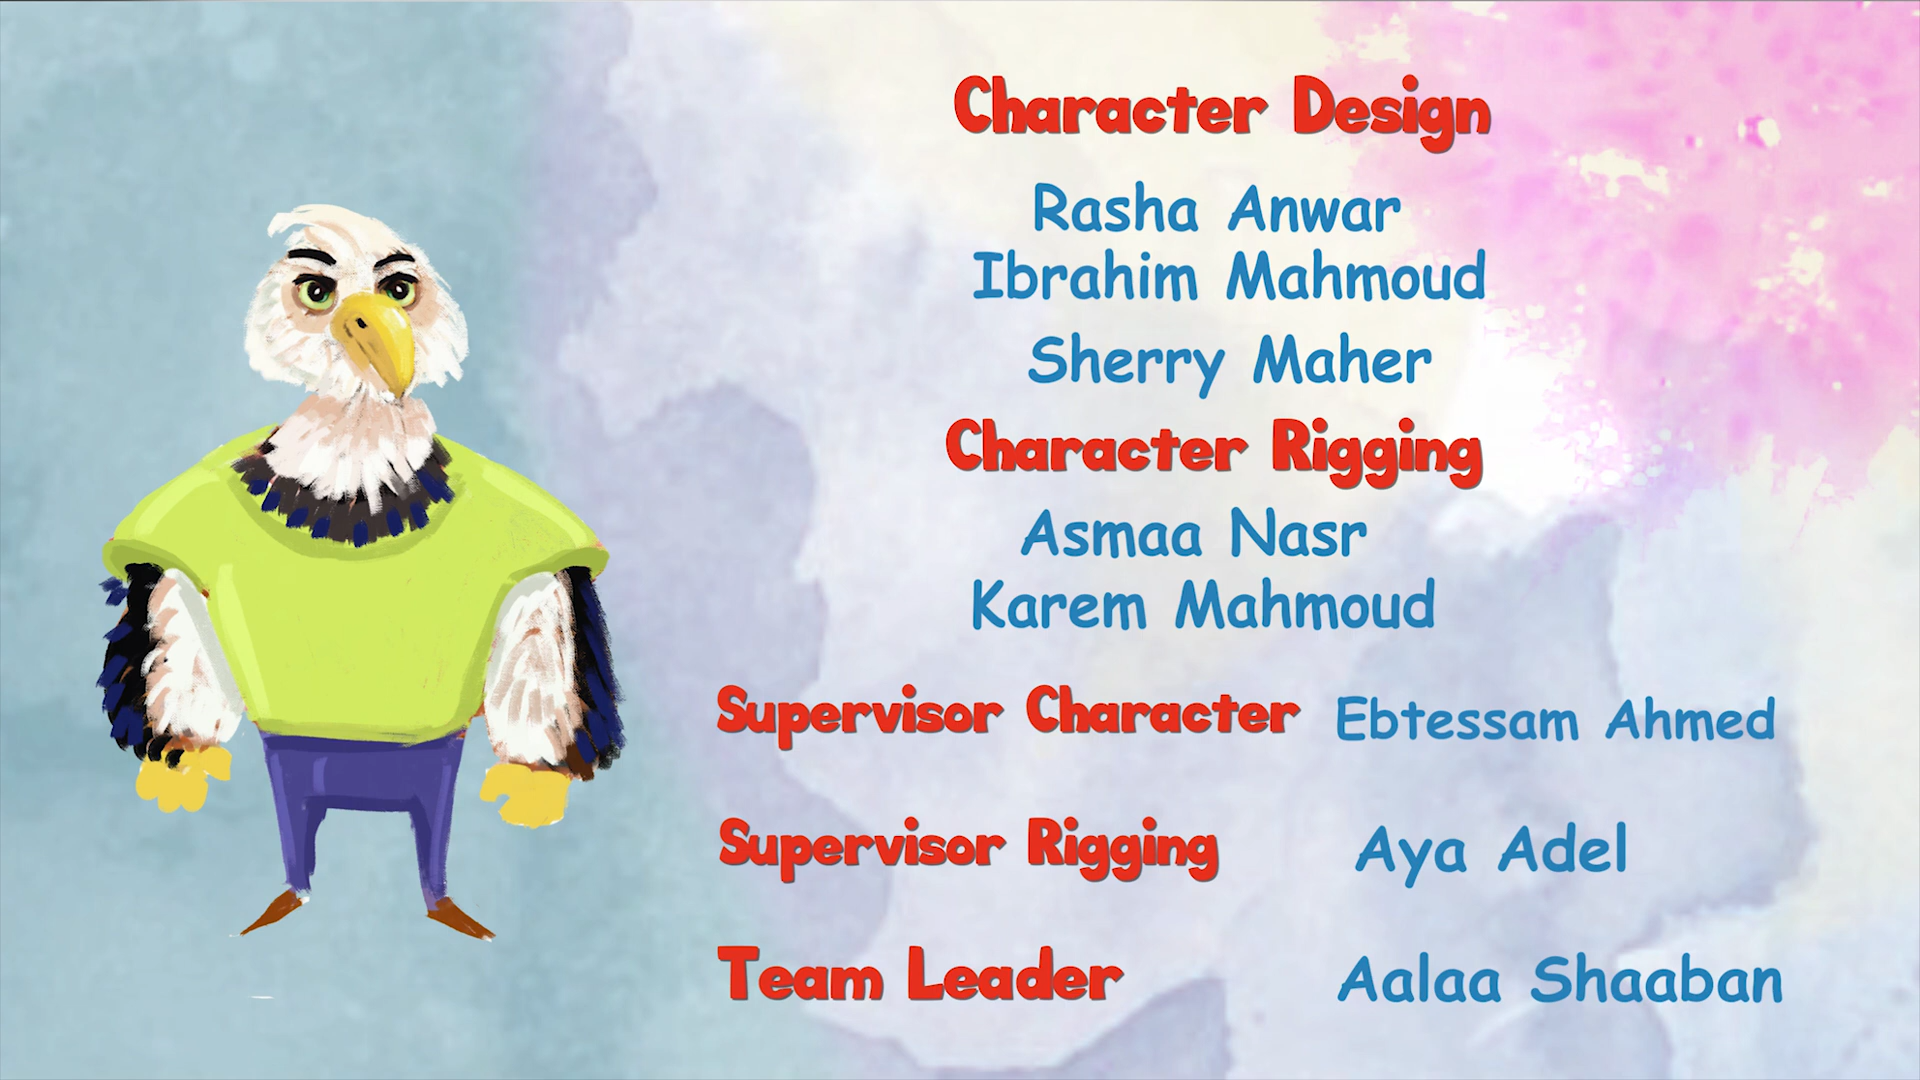 Character Design
Rasha Anwar
Ibrahim Mahmoud
Sherry Maher
Character Rigging
Asmaa Nasr
Karem Mahmoud
Supervisor Character Ebtessam Ahmed
Supervisor Rigging Aya Adel
Team Leader Aalaa Shaaban